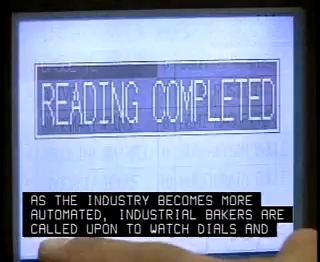 READING COMPLETED
AS THE INDUSTRY BECOMES MORE
AUTOMATED, INDUSTRIAL BAKERS ARE
CALLED UPON TO WATCH DIALS AND